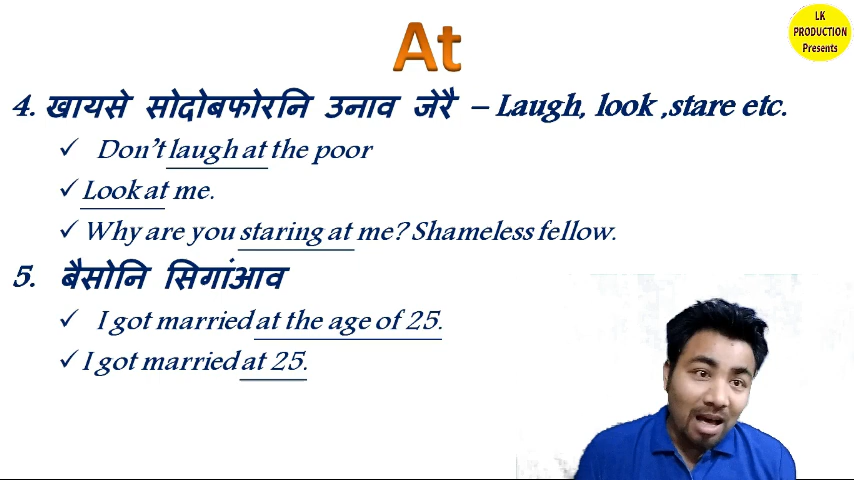 LK
PRODUCTION
Presents
At
4. खायसे सोदोबफोरनि उनाव जेरै – Laugh, look ,stare etc.
✓ Don't laugh at the poor
✓ Look at me.
✓ Why are you staring at me? Shameless fellow.
5. बैसोनि सिगांआव
✓ I got married at the age of 25.
✓ I got married at 25.